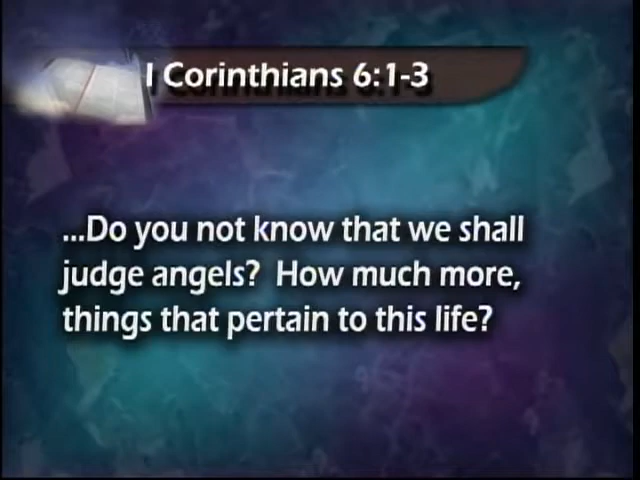 I Corinthians 6:1-3
...Do you not know that we shall
judge angels?  How much more,
things that pertain to this life?